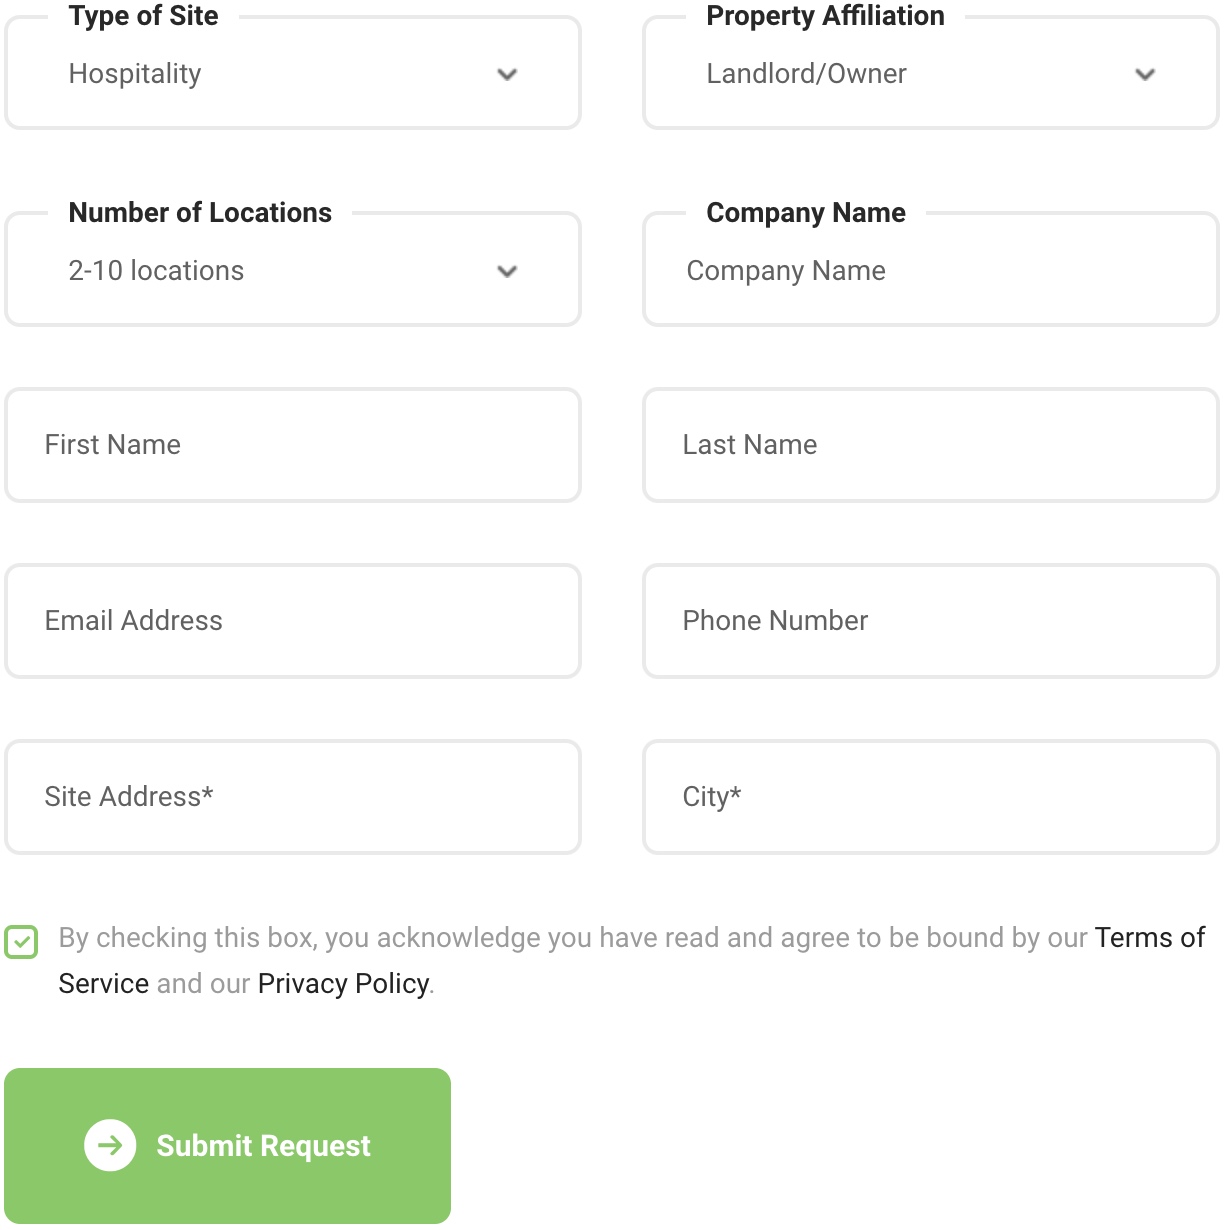 Type of Site
Property Affiliation
Hospitality
Landlord/Owner
Number of Locations
Company Name
2-10 locations
Company Name
First Name
Last Name
Email Address
Phone Number
Site Address*
City*
By checking this box, you acknowledge you have read and agree to be bound by our Terms of
Service and our Privacy Policy.
Submit Request